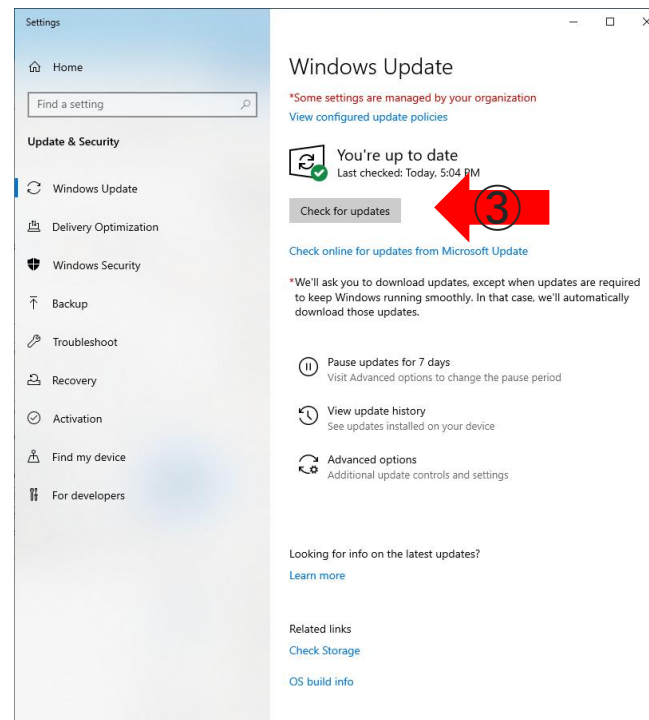 Settings
Home
Find a setting
Update & Security
Windows Update
Delivery Optimization
Windows Security
Backup
Troubleshoot
Recovery
Activation
Find my device
For developers
Windows Update
*Some settings are managed by your organization
View configured update policies
You're up to date
Last checked: Today, 5:04 PM
Check for updates
③
Check online for updates from Microsoft Update
*We'll ask you to download updates, except when updates are required
to keep Windows running smoothly. In that case, we'll automatically
download those updates.
Pause updates for 7 days
Visit Advanced options to change the pause period
View update history
See updates installed on your device
Advanced options
Additional update controls and settings
Looking for info on the latest updates?
Learn more
Related links
Check Storage
OS build info